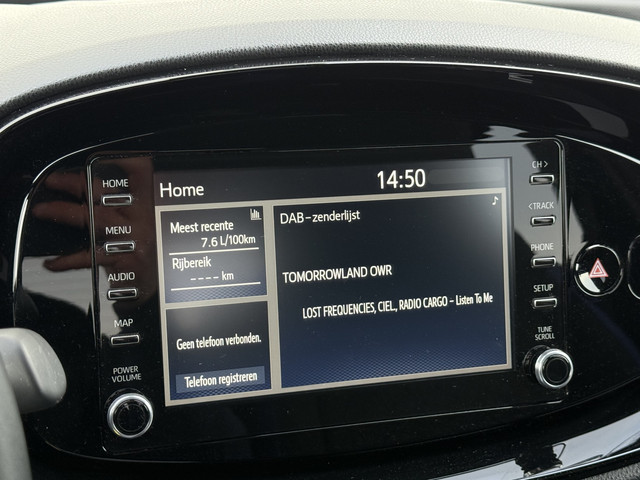 HOME
MENU
AUDIO
MAP
POWER
VOLUME
Home
14:50
Meest recente
7.6 L/100km
Rijbereik
---- km
Geen telefoon verbonden.
Telefoon registreren
DAB-zenderlijst
TOMORROWLAND OWR
LOST FREQUENCIES, CIEL, RADIO CARGO - Listen To Me
CH >
< TRACK
PHONE
SETUP
TUNE
SCROLL